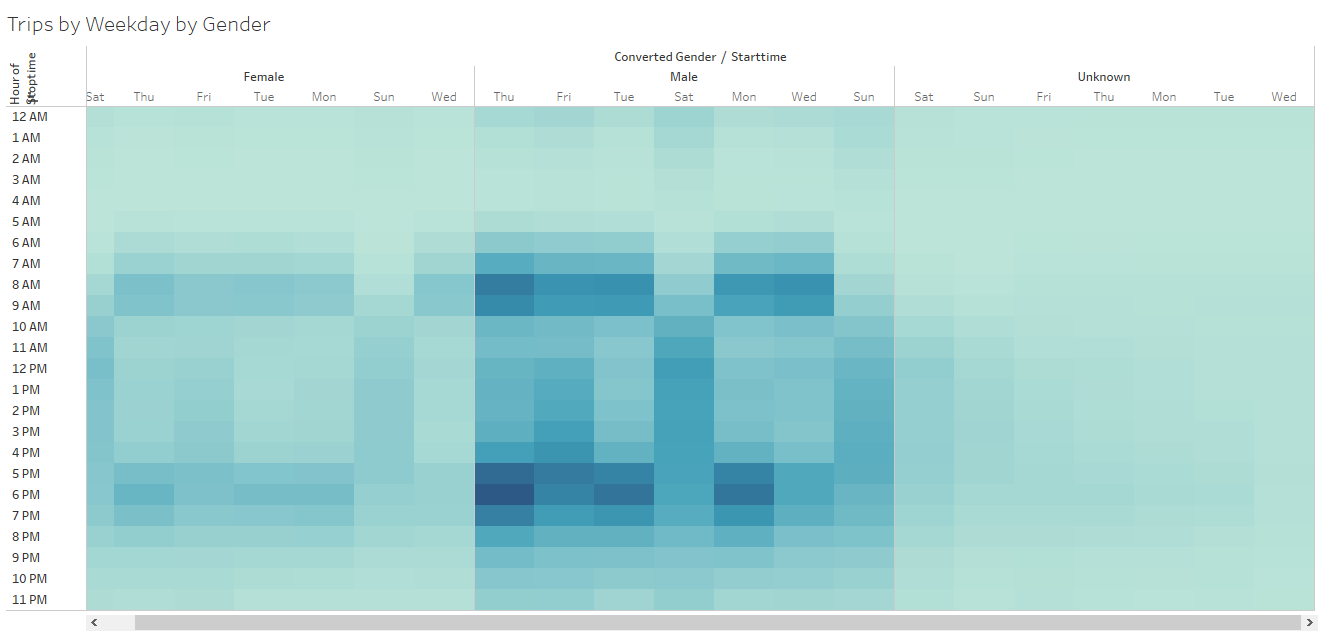 Trips by Weekday by Gender
Converted Gender / Starttime
Hour of
Stoptime
Female Male Unknown
Sat Thu Fri Tue Mon Sun Wed Thu Fri Tue Sat Mon Wed Sun Sat Sun Fri Thu Mon Tue Wed
12 AM
1 AM
2 AM
3 AM
4 AM
5 AM
6 AM
7 AM
8 AM
9 AM
10 AM
11 AM
12 PM
1 PM
2 PM
3 PM
4 PM
5 PM
6 PM
7 PM
8 PM
9 PM
10 PM
11 PM